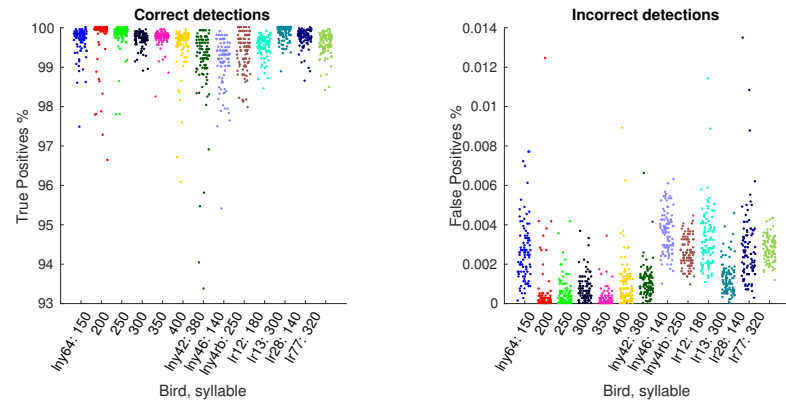 Correct detections
100
99
98
97
96
95
94
93
True Positives %
lny64: 150
200
250
300
350
400
lny42: 380
lny46: 140
lny4rb: 250
lr12: 180
lr13: 300
lr28: 140
lr77: 320
Bird, syllable
Incorrect detections
0.014
0.012
0.01
0.008
0.006
0.004
0.002
0
False Positives %
lny64: 150
200
250
300
350
400
lny42: 380
lny46: 140
lny4rb: 250
lr12: 180
lr13: 300
lr28: 140
lr77: 320
Bird, syllable